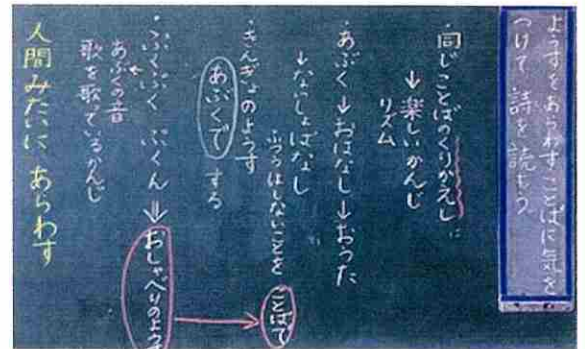 ようすをあらわすことばに気を
つけて 詩を読もう。
・同じことばのくりかえし
→楽しいかんじ
リズム
・あぶく→おはなし→おうた
→ないしょばなし
ふつうはしないことを
ことばで
・きんぎょのようす
あぶくで する
・ぷくぷく ぷくん⇒おしゃべりのよう
あぶくの音
歌を歌っているかんじ
人間みたいに あらわす